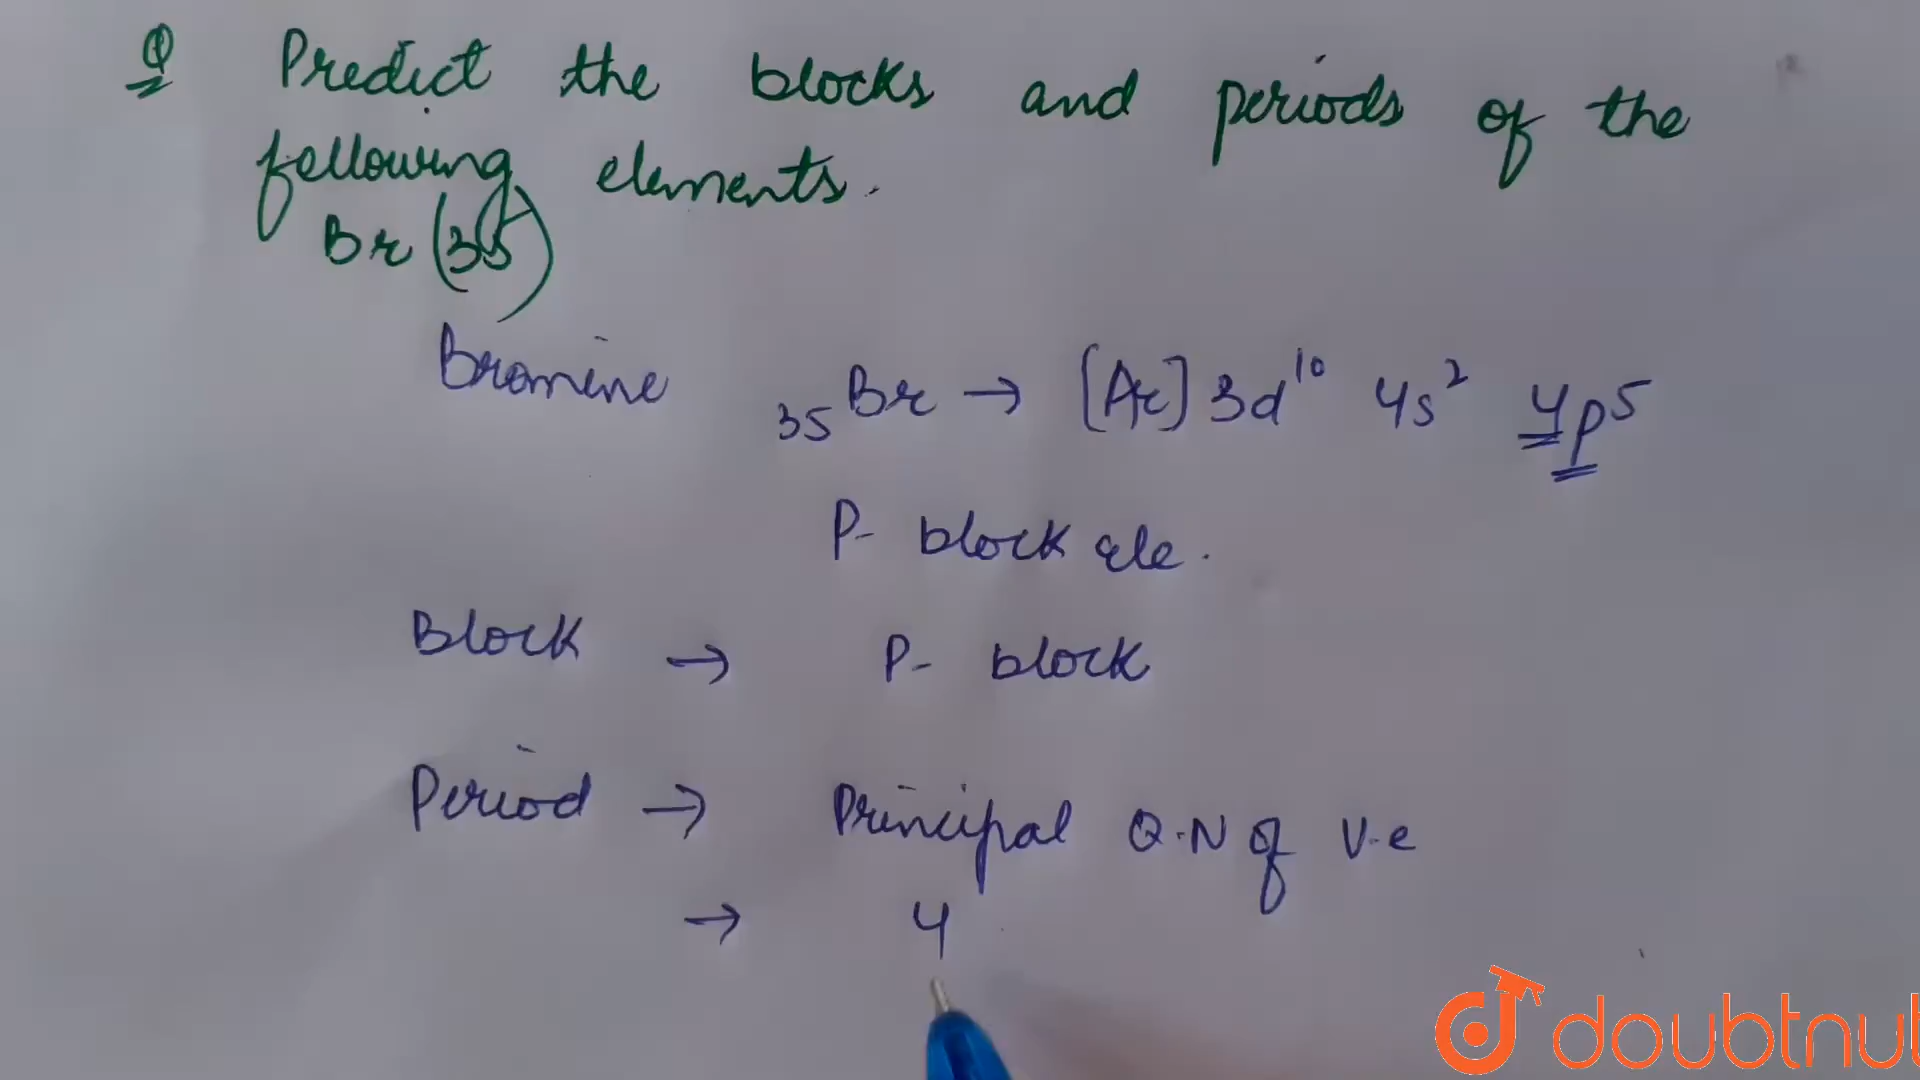 Q Predict the blocks and periods of the
following elements.
Br (35)
Bromine ₃₅Br → [Ar] 3d¹⁰ 4s² 4p⁵
P- block ele.
Block → P- block
Period → Principal Q.N of V.e
→ 4
doubtnut